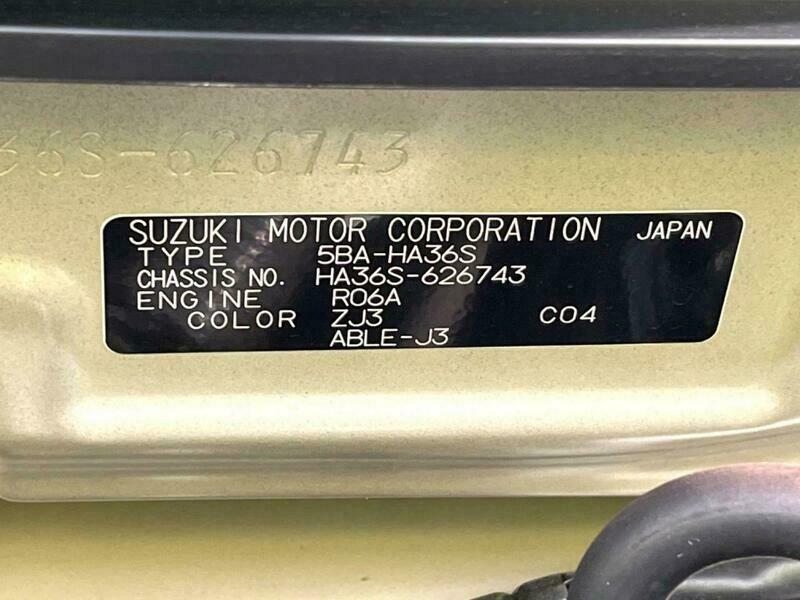 36S-626743
SUZUKI MOTOR CORPORATION JAPAN
TYPE 5BA-HA36S
CHASSIS NO. HA36S-626743
ENGINE R06A
COLOR ZJ3 C04
ABLE-J3